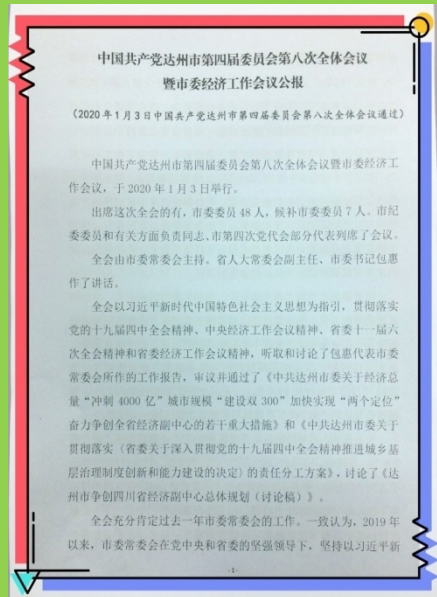 中国共产党达州市第四届委员会第八次全体会议
暨市委经济工作会议公报
（2020年1月3日中国共产党达州市第四届委员会第八次全体会议通过）
中国共产党达州市第四届委员会第八次全体会议暨市委经济工
作会议，于2020年1月3日举行。
出席这次全会的有，市委委员48人，候补市委委员7人。市纪
委委员和有关方面负责同志、市第四次党代会部分代表列席了会议。
全会由市委常委会主持。省人大常委会副主任、市委书记包惠
作了讲话。
全会以习近平新时代中国特色社会主义思想为指引，贯彻落实
党的十九届四中全会精神、中央经济工作会议精神、省委十一届六
次全会精神和省委经济工作会议精神，听取和讨论了包惠代表市委
常委会所作的工作报告，审议并通过了《中共达州市委关于经济总
量“冲刺4000亿”城市规模“建设双300”加快实现“两个定位”
奋力争创全省经济副中心的若干重大措施》和《中共达州市委关于
贯彻落实〈省委关于深入贯彻党的十九届四中全会精神推进城乡基
层治理制度创新和能力建设的决定〉的责任分工方案》，讨论了《达
州市争创四川省经济副中心总体规划（讨论稿）》。
全会充分肯定过去一年市委常委会的工作。一致认为，2019年
以来，市委常委会在党中央和省委的坚强领导下，坚持以习近平新
-1-